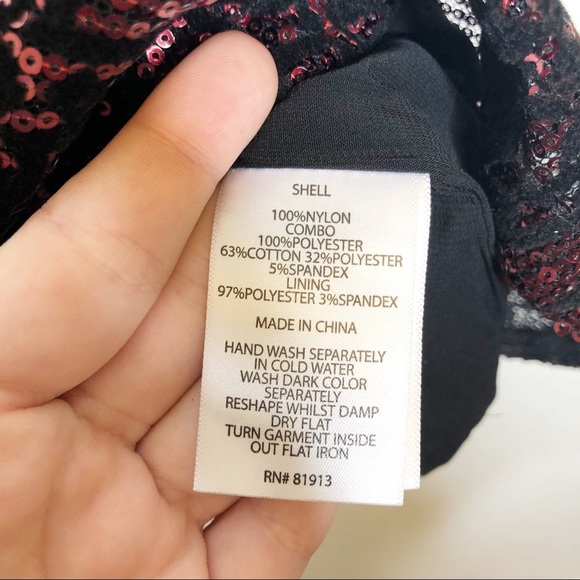 SHELL
100%NYLON
COMBO
100%POLYESTER
63%COTTON 32%POLYESTER
5%SPANDEX
LINING
97%POLYESTER 3%SPANDEX
MADE IN CHINA
HAND WASH SEPARATELY
IN COLD WATER
WASH DARK COLOR
SEPARATELY
RESHAPE WHILST DAMP
DRY FLAT
TURN GARMENT INSIDE
OUT FLAT IRON
RN# 81913